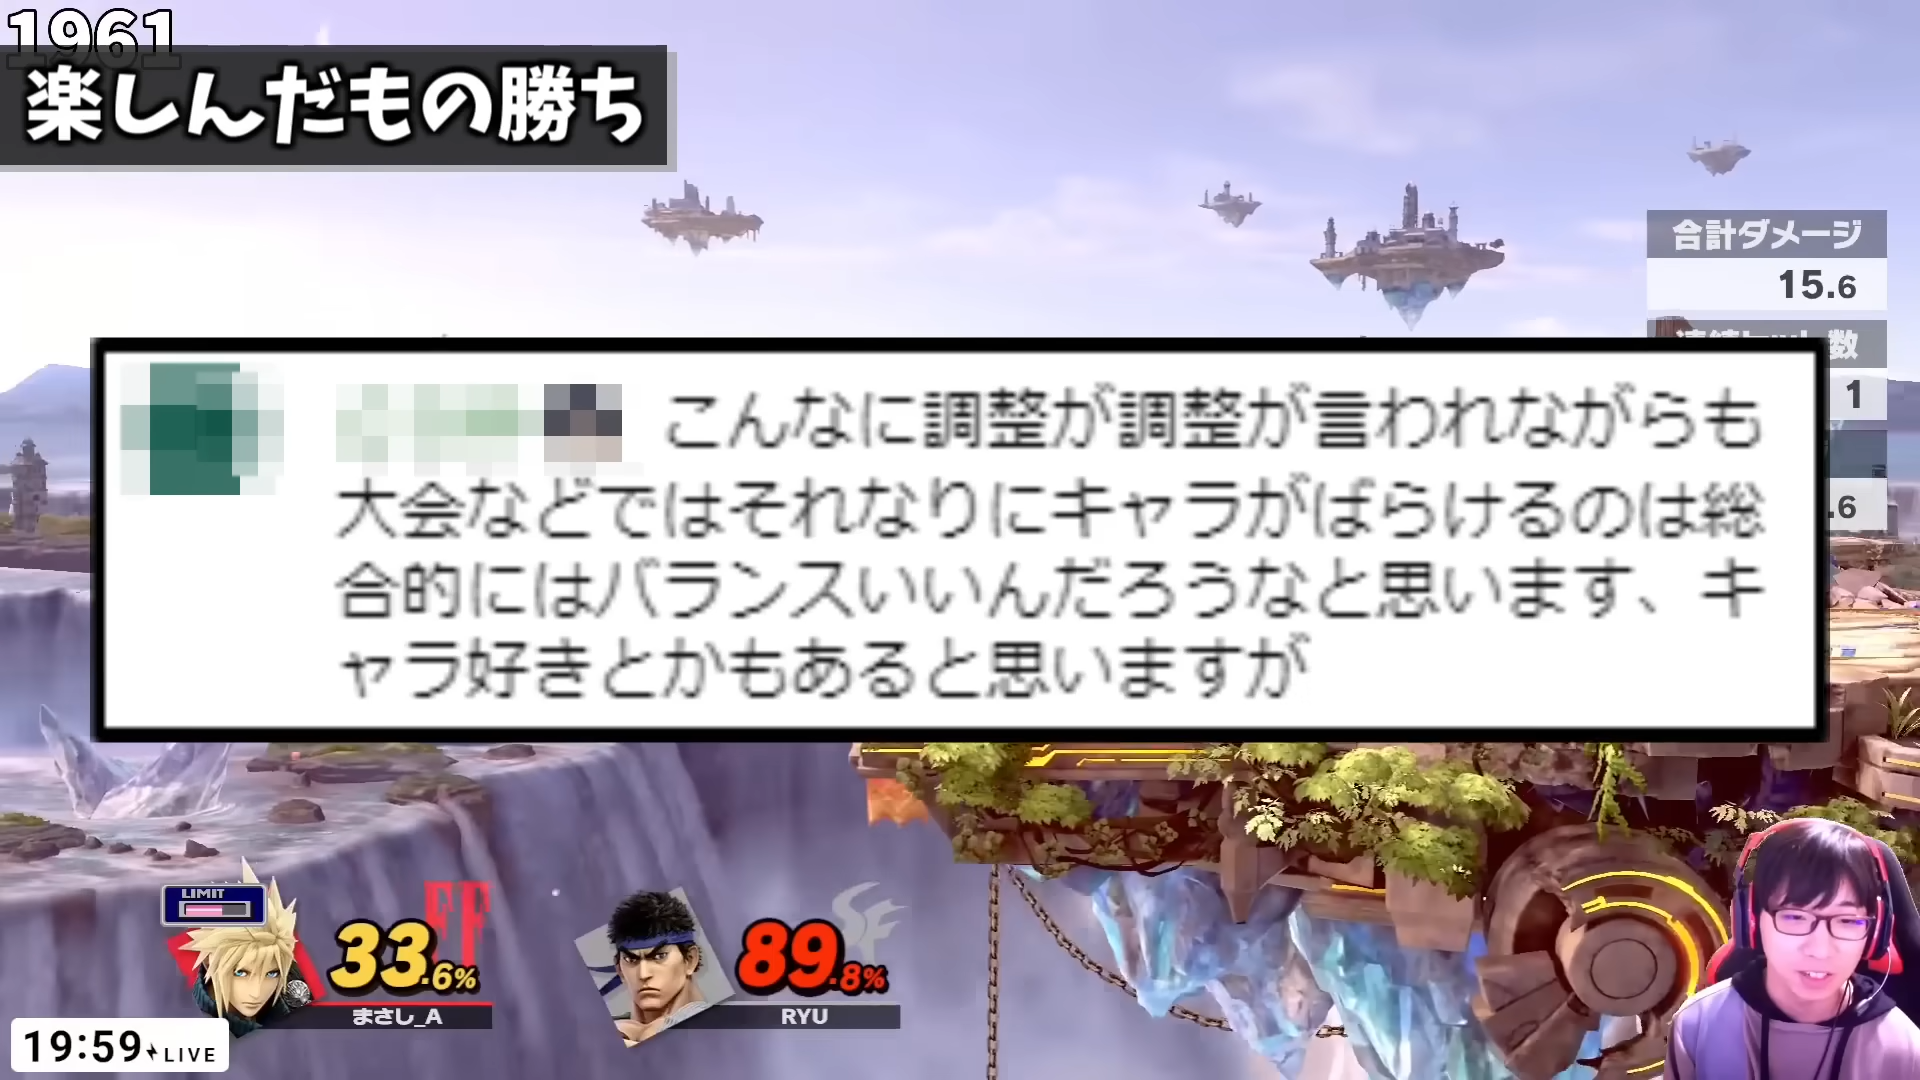 1961
楽しんだもの勝ち
合計ダメージ
15.6
数
1
.6
こんなに調整が調整が言われながらも
大会などではそれなりにキャラがばらけるのは総
合的にはバランスいいんだろうなと思います、キ
ャラ好きとかもあると思いますが
LIMIT
33.6%
まさし_A
89.8%
RYU
19:59 LIVE